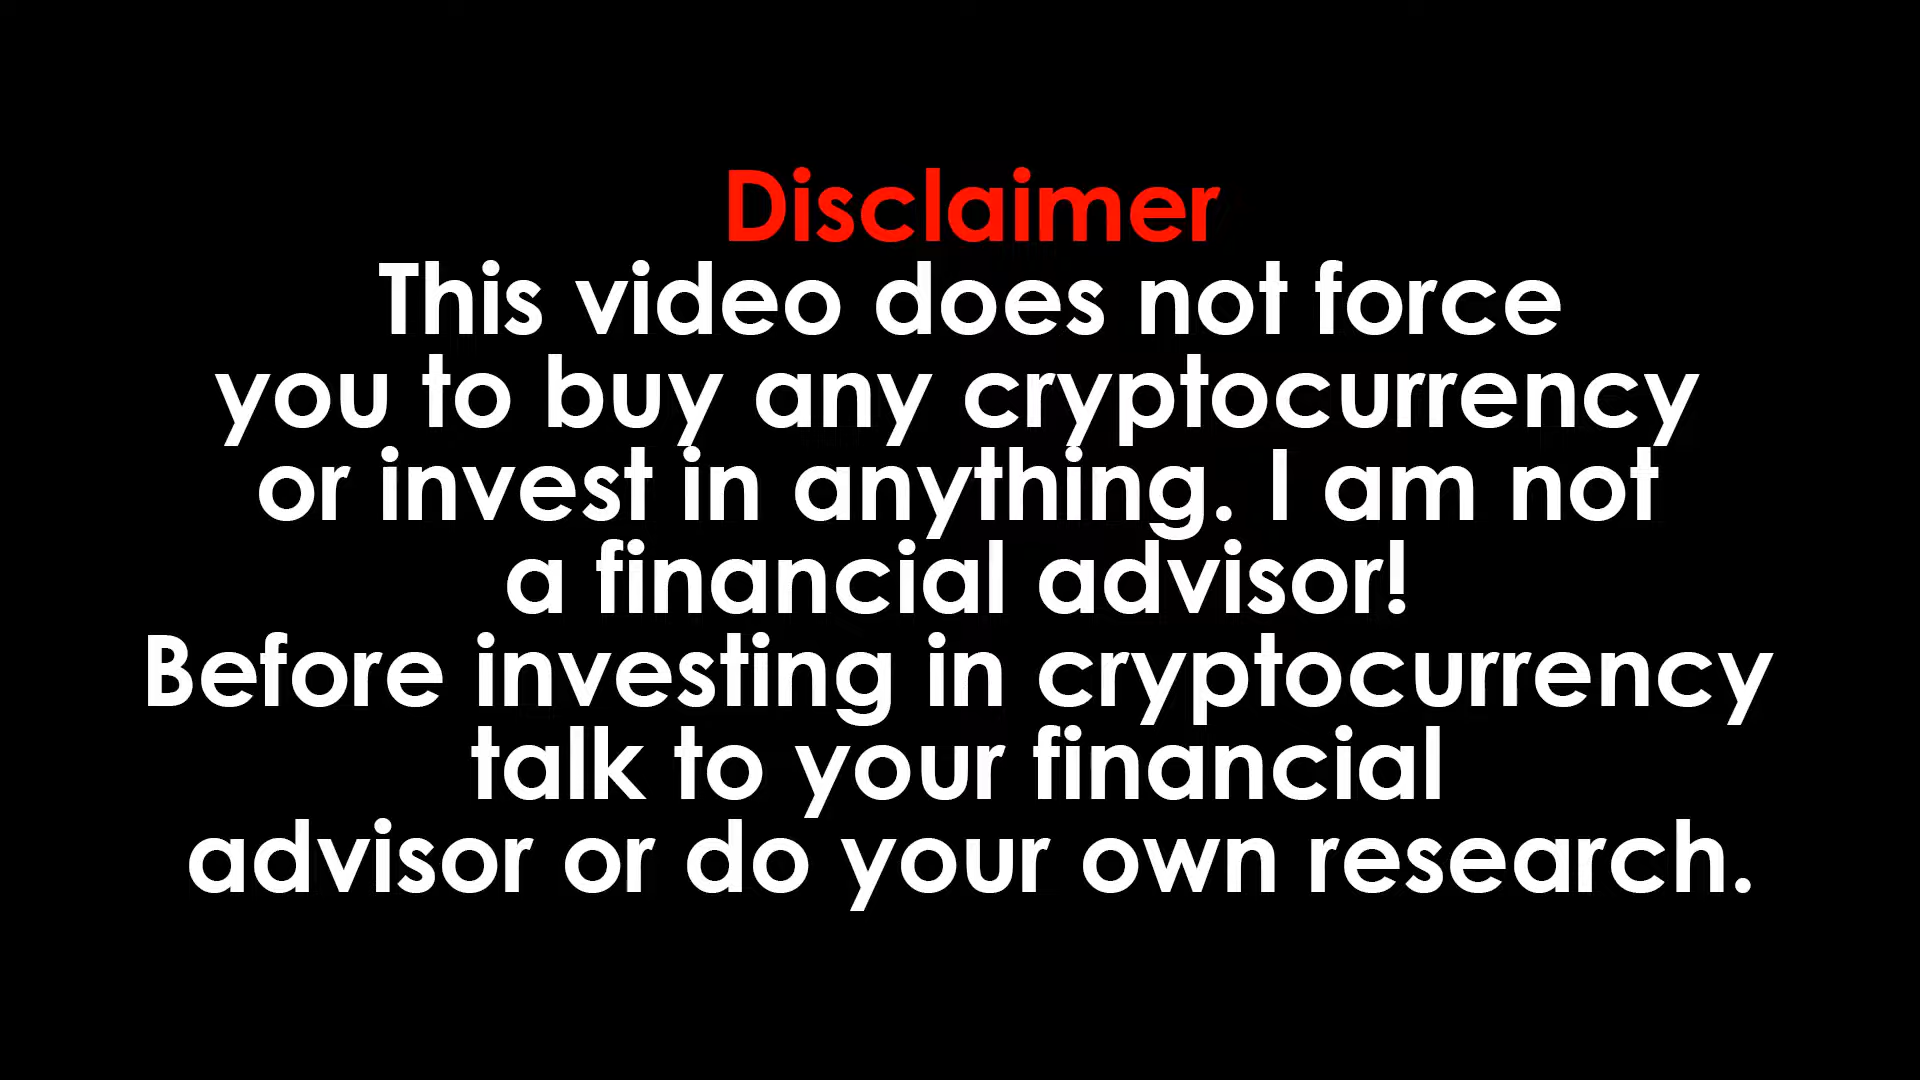 Disclaimer
This video does not force
you to buy any cryptocurrency
or invest in anything. I am not
a financial advisor!
Before investing in cryptocurrency
talk to your financial
advisor or do your own research.